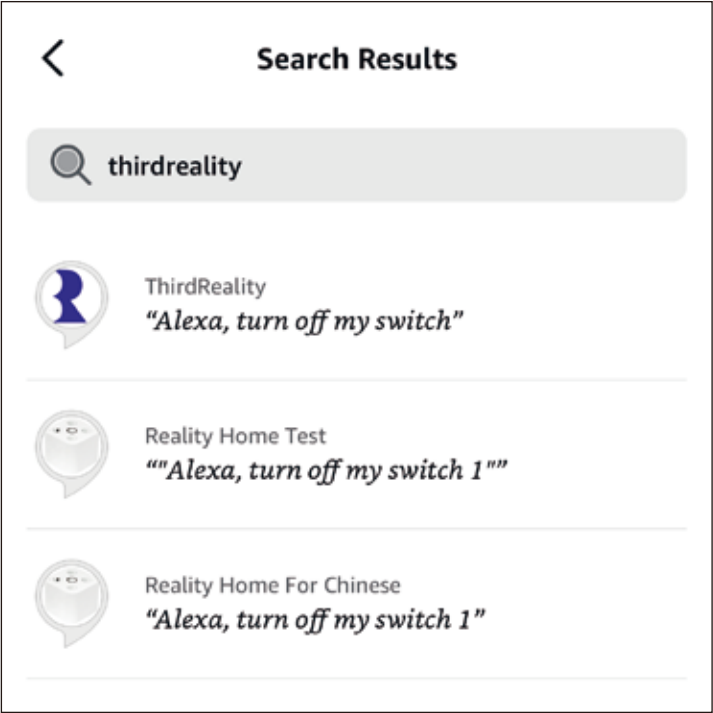 Search Results
thirdreality
ThirdReality
“Alexa, turn off my switch”
Reality Home Test
“"Alexa, turn off my switch 1"”
Reality Home For Chinese
“Alexa, turn off my switch 1”